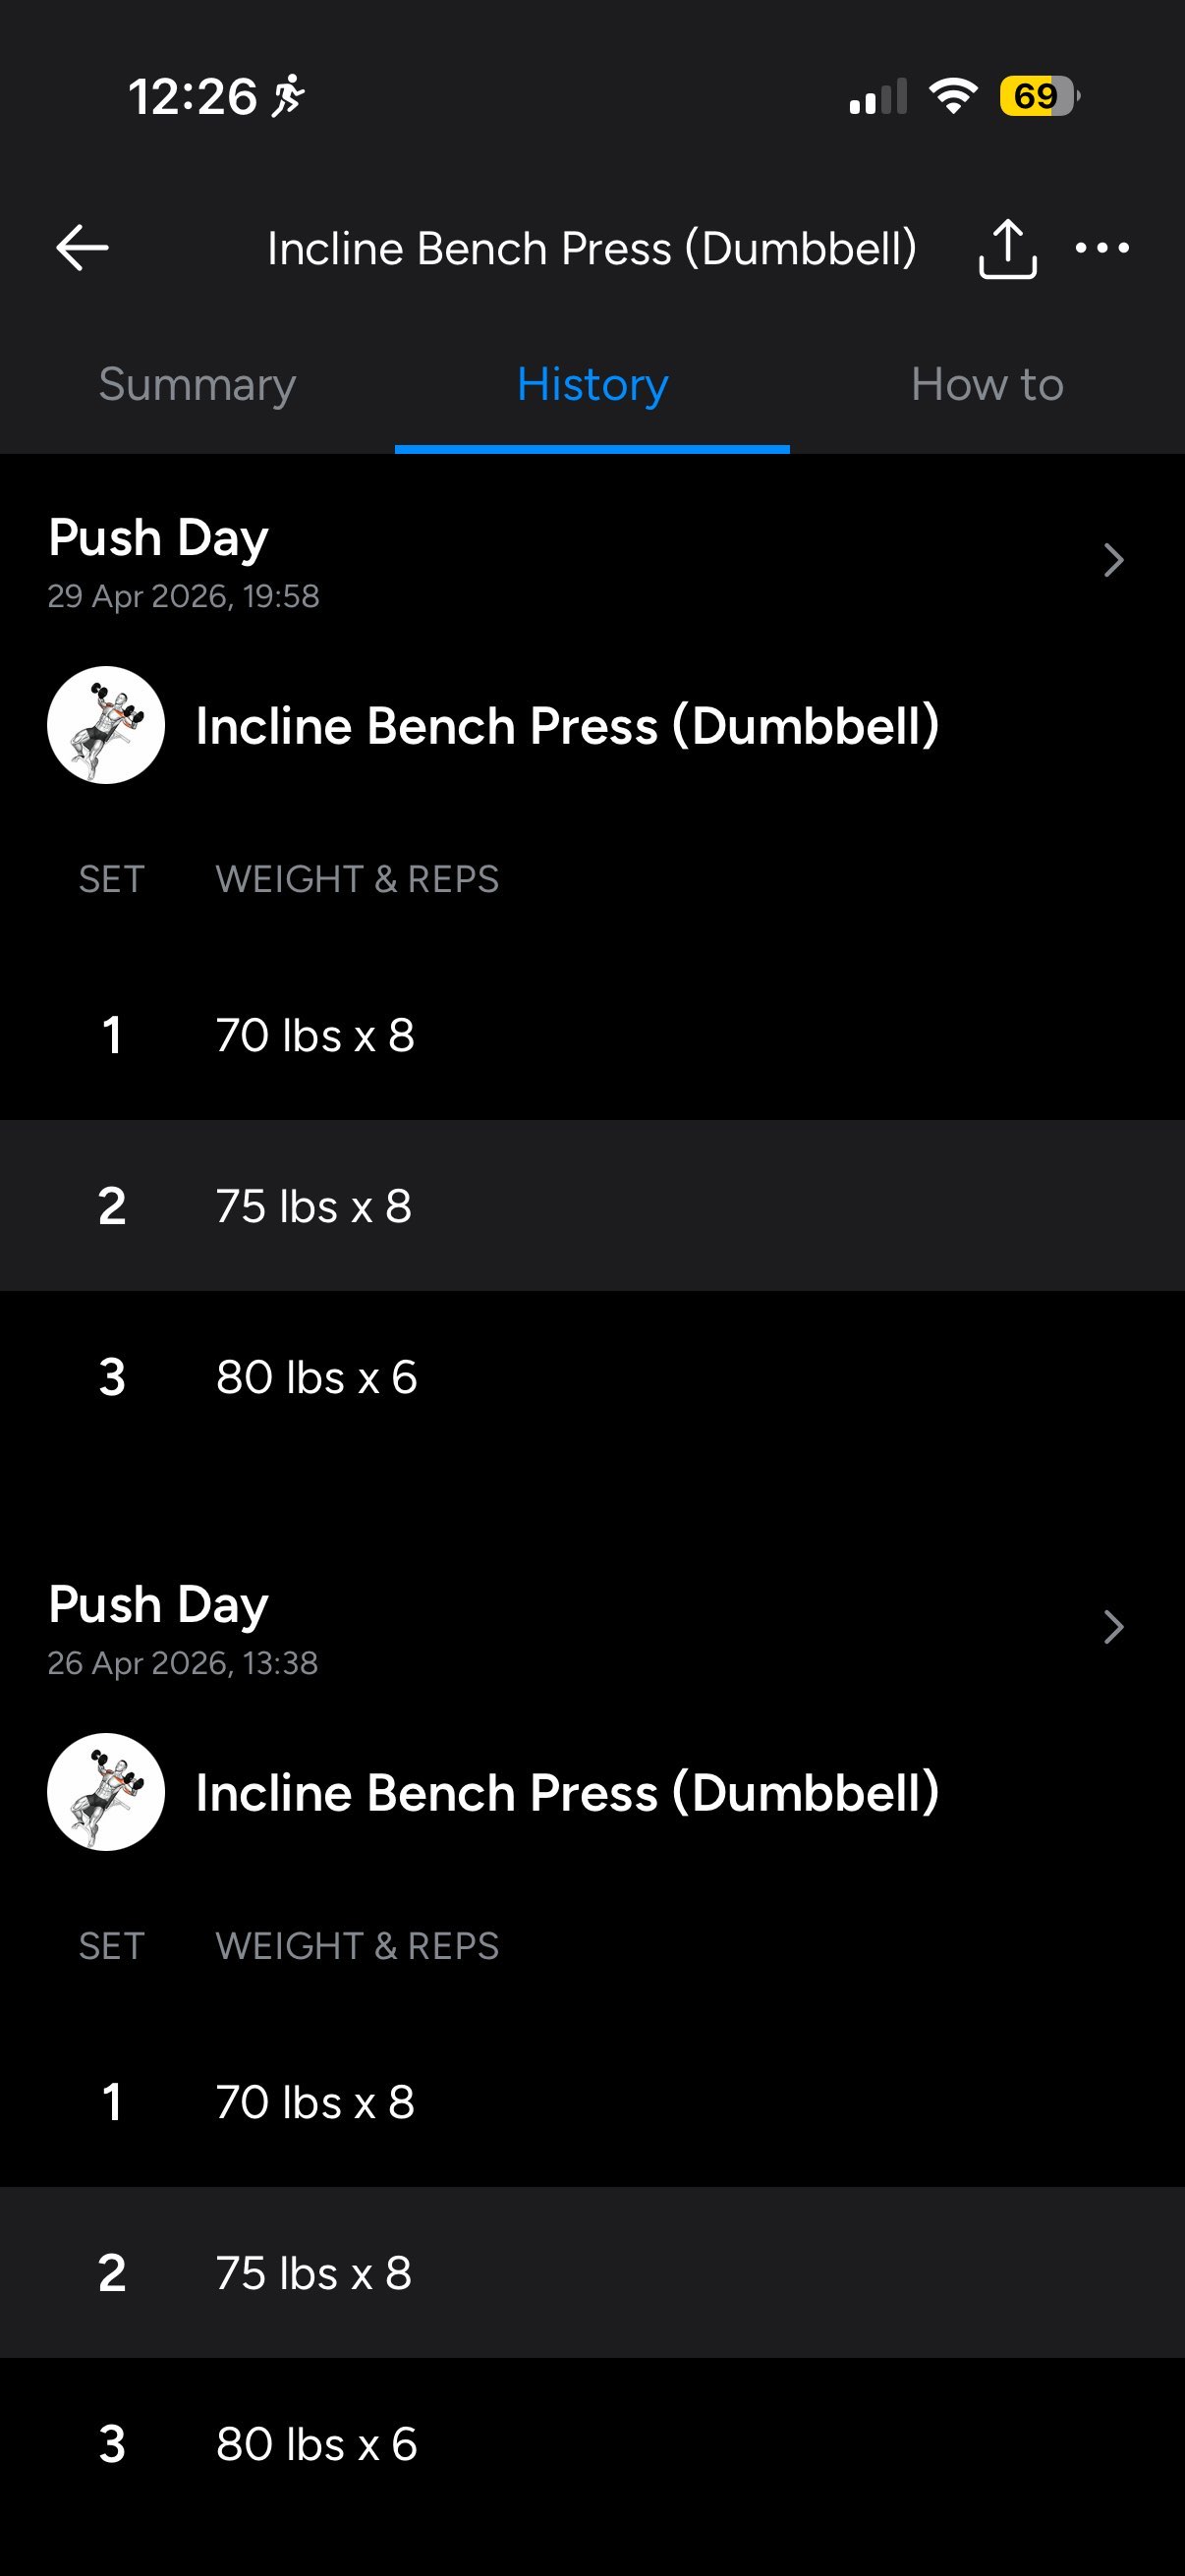 12:26
69
Incline Bench Press (Dumbbell)
Summary History How to
Push Day
29 Apr 2026, 19:58
Incline Bench Press (Dumbbell)
SET WEIGHT & REPS
1 70 lbs x 8
2 75 lbs x 8
3 80 lbs x 6
Push Day
26 Apr 2026, 13:38
Incline Bench Press (Dumbbell)
SET WEIGHT & REPS
1 70 lbs x 8
2 75 lbs x 8
3 80 lbs x 6